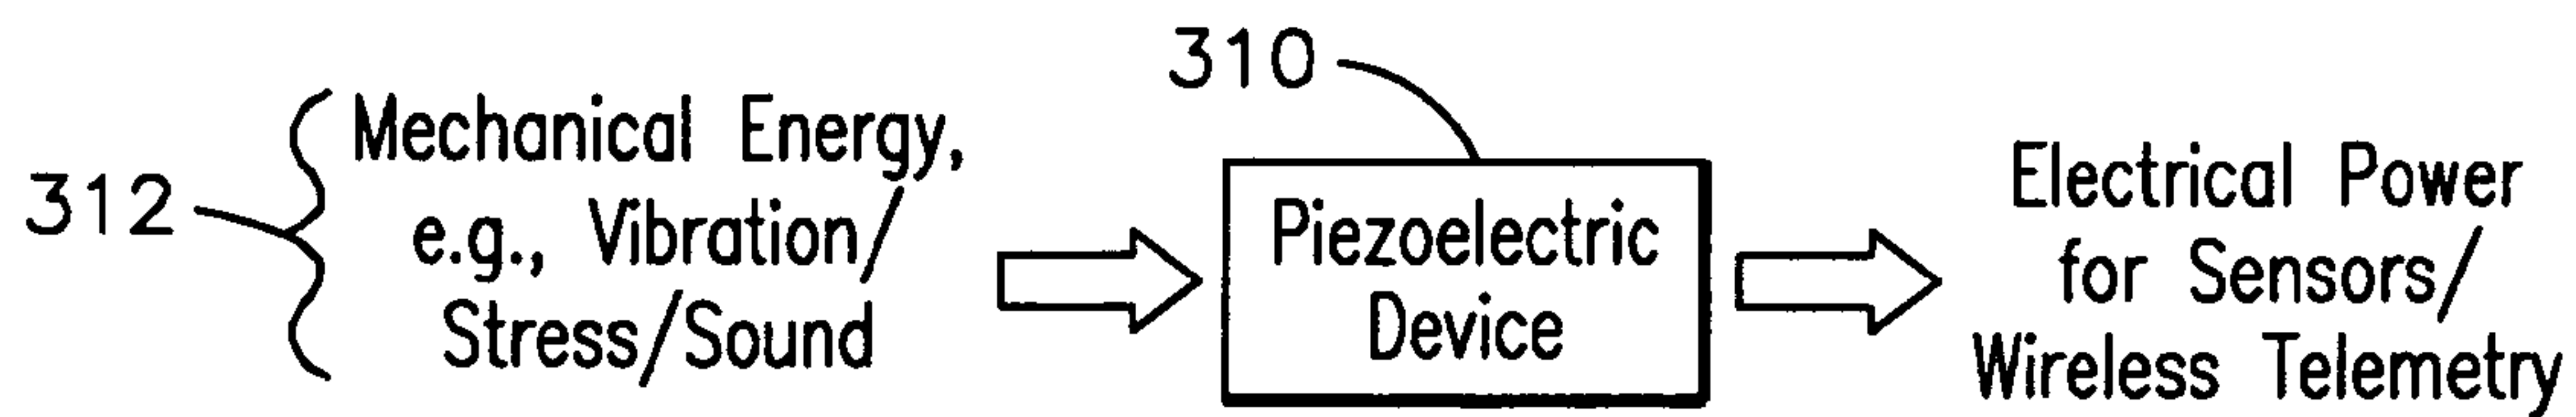 310
312
Mechanical Energy,
e.g., Vibration/
Stress/Sound
Piezoelectric
Device
Electrical Power
for Sensors/
Wireless Telemetry